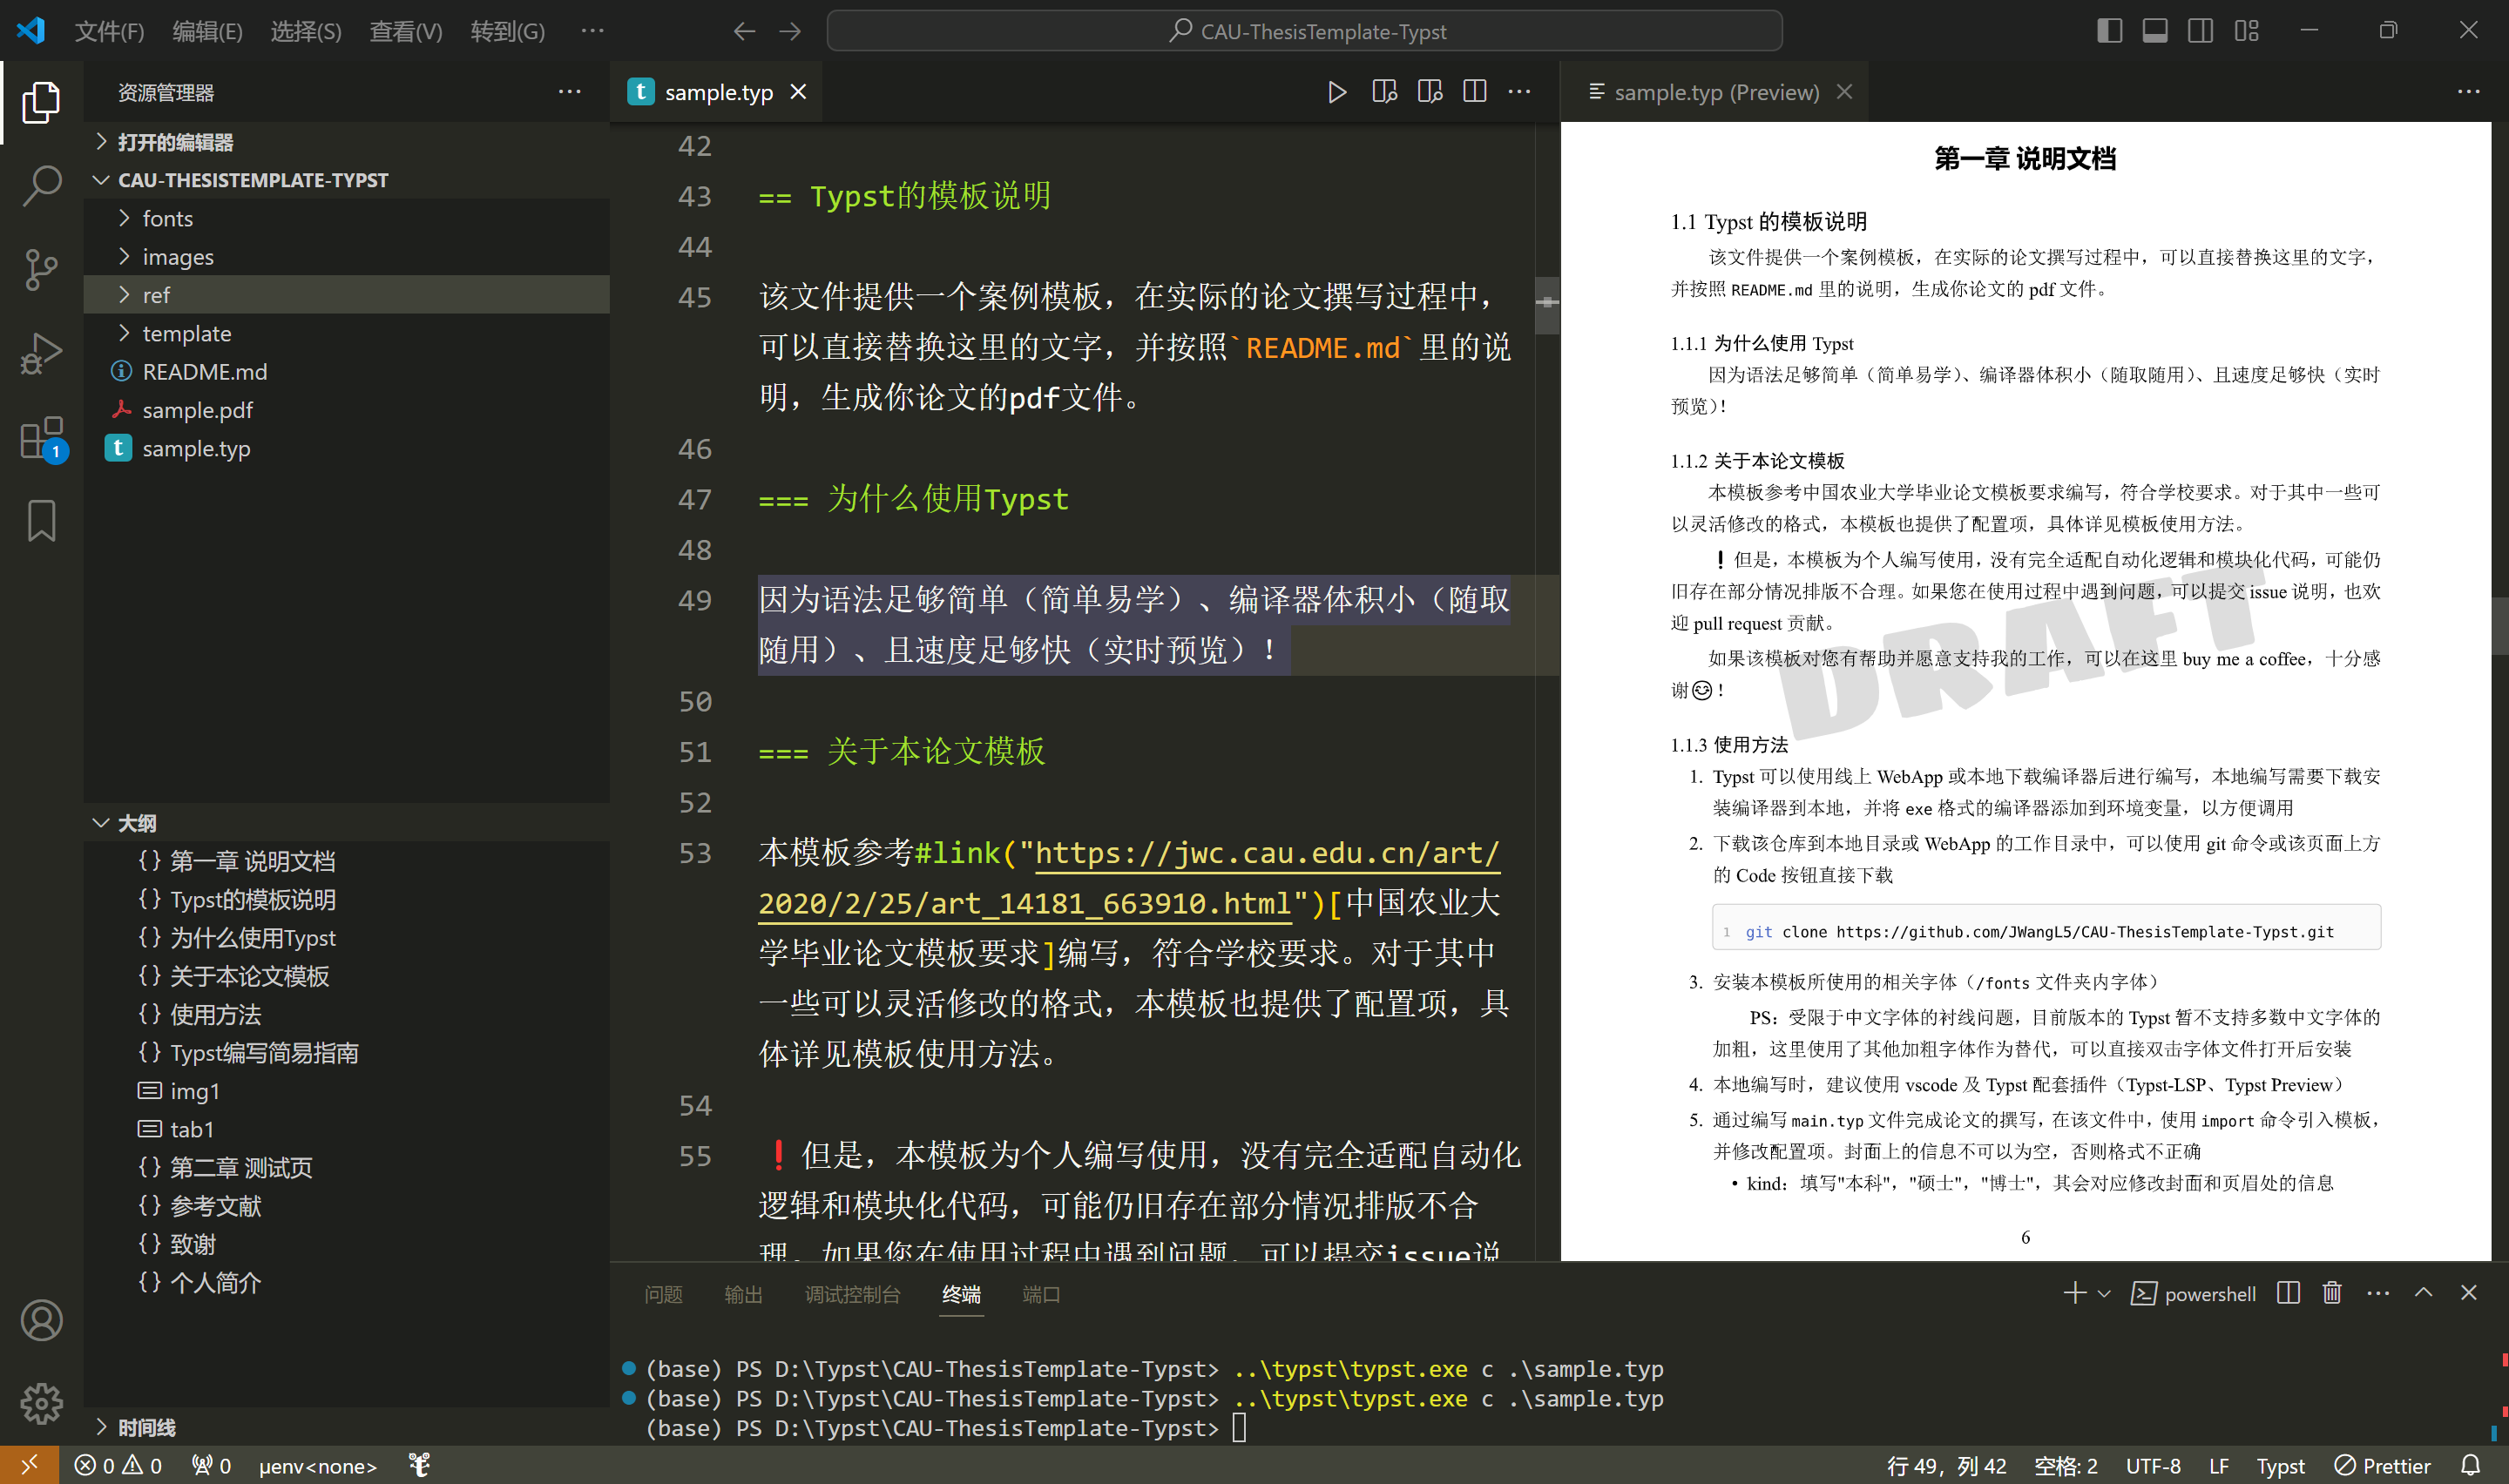 文件(F) 编辑(E) 选择(S) 查看(V) 转到(G) ···
CAU-ThesisTemplate-Typst
资源管理器
打开的编辑器
CAU-THESISTEMPLATE-TYPST
fonts
images
ref
template
README.md
sample.pdf
sample.typ
1
大纲
第一章 说明文档
Typst的模板说明
为什么使用Typst
关于本论文模板
使用方法
Typst编写简易指南
img1
tab1
第二章 测试页
参考文献
致谢
个人简介
时间线
sample.typ
42
43 == Typst的模板说明
44
45 该文件提供一个案例模板，在实际的论文撰写过程中，
可以直接替换这里的文字，并按照`README.md`里的说
明，生成你论文的pdf文件。
46
47 === 为什么使用Typst
48
49 因为语法足够简单（简单易学）、编译器体积小（随取
随用）、且速度足够快（实时预览）！
50
51 === 关于本论文模板
52
53 本模板参考#link("https://jwc.cau.edu.cn/art/
2020/2/25/art_14181_663910.html")[中国农业大
学毕业论文模板要求]编写，符合学校要求。对于其中
一些可以灵活修改的格式，本模板也提供了配置项，具
体详见模板使用方法。
54
55 ❗但是，本模板为个人编写使用，没有完全适配自动化
逻辑和模块化代码，可能仍旧存在部分情况排版不合
理。如果您在使用过程中遇到问题，可以提交issue说
sample.typ (Preview)
第一章 说明文档
1.1 Typst 的模板说明
该文件提供一个案例模板，在实际的论文撰写过程中，可以直接替换这里的文字，
并按照 README.md 里的说明，生成你论文的 pdf 文件。
1.1.1 为什么使用 Typst
因为语法足够简单（简单易学）、编译器体积小（随取随用）、且速度足够快（实时
预览）！
1.1.2 关于本论文模板
本模板参考中国农业大学毕业论文模板要求编写，符合学校要求。对于其中一些可
以灵活修改的格式，本模板也提供了配置项，具体详见模板使用方法。
❗但是，本模板为个人编写使用，没有完全适配自动化逻辑和模块化代码，可能仍
旧存在部分情况排版不合理。如果您在使用过程中遇到问题，可以提交 issue 说明，也欢
迎 pull request 贡献。
如果该模板对您有帮助并愿意支持我的工作，可以在这里 buy me a coffee，十分感
谢😊！
DRAFT
1.1.3 使用方法
1. Typst 可以使用线上 WebApp 或本地下载编译器后进行编写，本地编写需要下载安
装编译器到本地，并将 exe 格式的编译器添加到环境变量，以方便调用
2. 下载该仓库到本地目录或 WebApp 的工作目录中，可以使用 git 命令或该页面上方
的 Code 按钮直接下载
1 git clone https://github.com/JWangL5/CAU-ThesisTemplate-Typst.git
3. 安装本模板所使用的相关字体（/fonts 文件夹内字体）
PS：受限于中文字体的衬线问题，目前版本的 Typst 暂不支持多数中文字体的
加粗，这里使用了其他加粗字体作为替代，可以直接双击字体文件打开后安装
4. 本地编写时，建议使用 vscode 及 Typst 配套插件（Typst-LSP、Typst Preview）
5. 通过编写 main.typ 文件完成论文的撰写，在该文件中，使用 import 命令引入模板，
并修改配置项。封面上的信息不可以为空，否则格式不正确
• kind：填写"本科"，"硕士"，"博士"，其会对应修改封面和页眉处的信息
6
问题 输出 调试控制台 终端 端口
powershell
(base) PS D:\Typst\CAU-ThesisTemplate-Typst> ..\typst\typst.exe c .\sample.typ
(base) PS D:\Typst\CAU-ThesisTemplate-Typst> ..\typst\typst.exe c .\sample.typ
(base) PS D:\Typst\CAU-ThesisTemplate-Typst>
0 0 0 μenv<none>
行 49，列 42 空格: 2 UTF-8 LF Typst Prettier